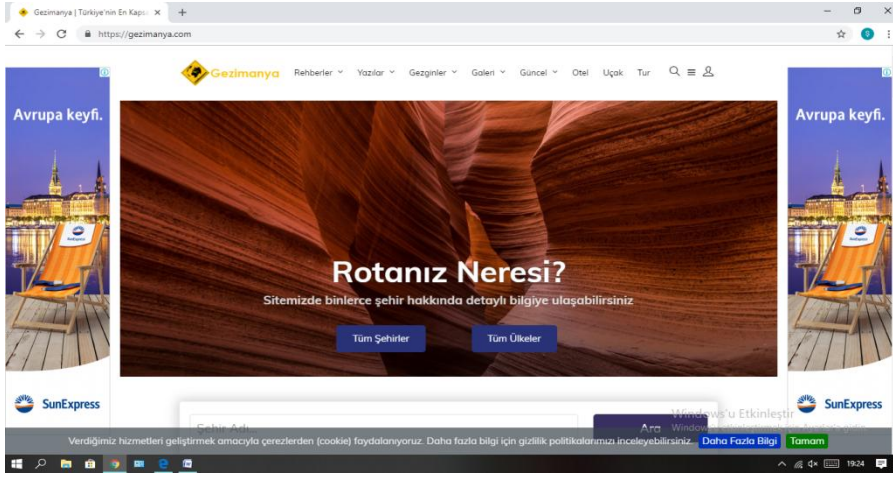 Gezimanya | Türkiye'nin En Kaps
https://gezimanya.com
Gezimanya Rehberler Yazılar Gezginler Galeri Güncel Otel Uçak Tur
Avrupa keyfi.
Avrupa keyfi.
Rotanız Neresi?
Sitemizde binlerce şehir hakkında detaylı bilgiye ulaşabilirsiniz
Tüm Şehirler Tüm Ülkeler
SunExpress
SunExpress
Şehir Adı...
Ara
Windows'u Etkinleştir
Verdiğimiz hizmetleri geliştirmek amacıyla çerezlerden (cookie) faydalanıyoruz. Daha fazla bilgi için gizlilik politikalarımızı inceleyebilirsiniz... Daha Fazla Bilgi Tamam
19:24